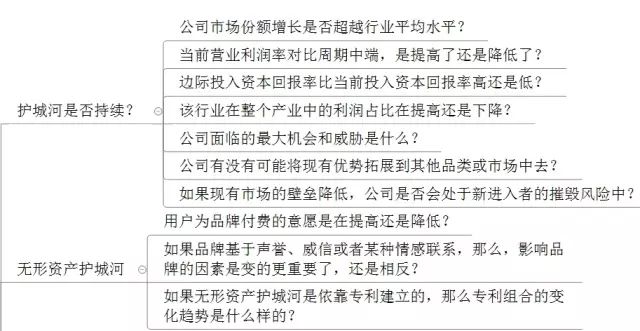 公司市场份额增长是否超越行业平均水平？
当前营业利润率对比周期中端，是提高了还是降低了？
边际投入资本回报率比当前投入资本回报率高还是低？
护城河是否持续？
该行业在整个产业中的利润占比在提高还是下降？
公司面临的最大机会和威胁是什么？
公司有没有可能将现有优势拓展到其他品类或市场中去？
如果现有市场的壁垒降低，公司是否会处于新进入者的摧毁风险中？
用户为品牌付费的意愿是在提高还是降低？
无形资产护城河
如果品牌基于声誉、威信或者某种情感联系，那么，影响品
牌的因素是变的更重要了，还是相反？
如果无形资产护城河是依靠专利建立的，那么专利组合的变
化趋势是什么样的？